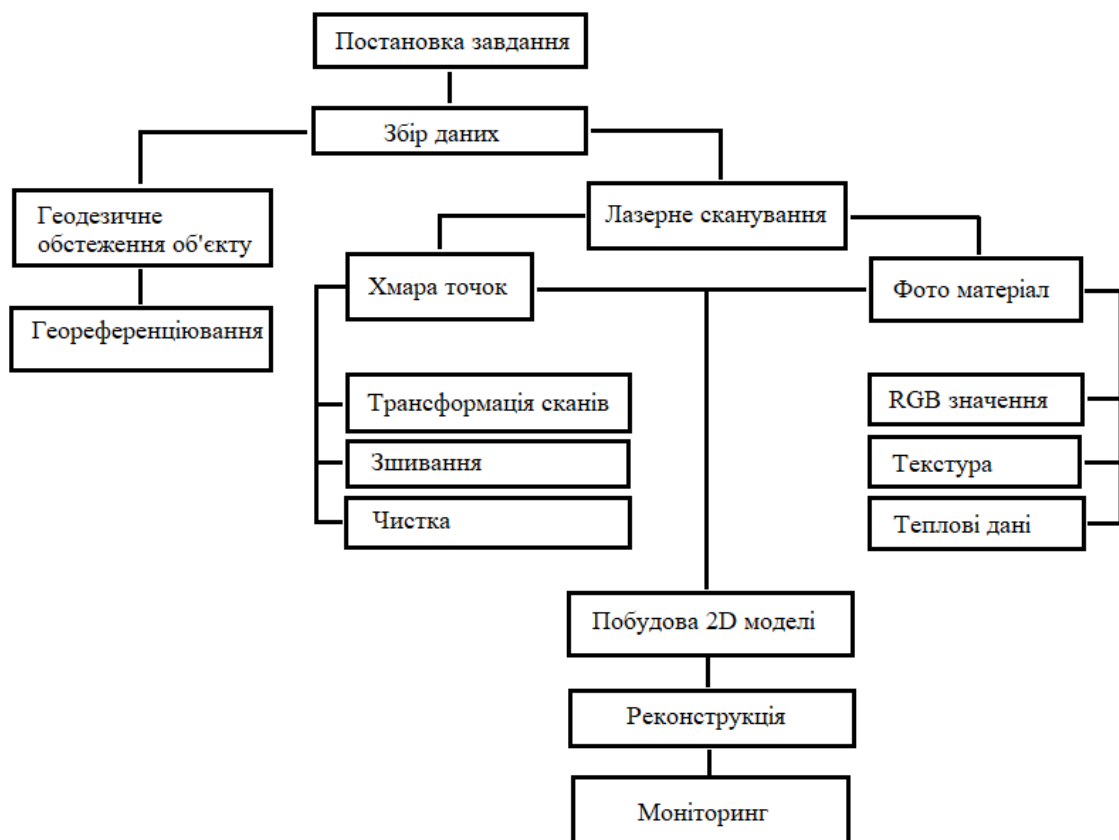 Постановка завдання
Збір даних
Геодезичне
обстеження об'єкту
Лазерне сканування
Хмара точок
Фото матеріал
Геореференціювання
Трансформація сканів
RGB значення
Зшивання
Текстура
Чистка
Теплові дані
Побудова 2D моделі
Реконструкція
Моніторинг